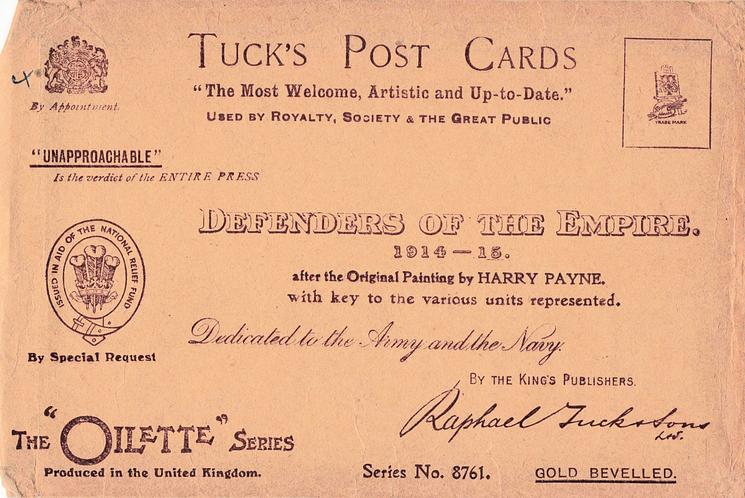 TUCK'S POST CARDS
"The Most Welcome, Artistic and Up-to-Date."
USED BY ROYALTY, SOCIETY & THE GREAT PUBLIC
By Appointment.
TRADE MARK
"UNAPPROACHABLE"
Is the verdict of the ENTIRE PRESS
DEFENDERS OF THE EMPIRE.
1914-15.
after the Original Painting by HARRY PAYNE.
with key to the various units represented.
ISSUED IN AID OF THE NATIONAL RELIEF FUND
By Special Request
Dedicated to the Army and the Navy.
BY THE KING'S PUBLISHERS.
Raphael Tuck & Sons
Ltd.
THE "OILETTE" SERIES
Produced in the United Kingdom.
Series No. 8761.
GOLD BEVELLED.